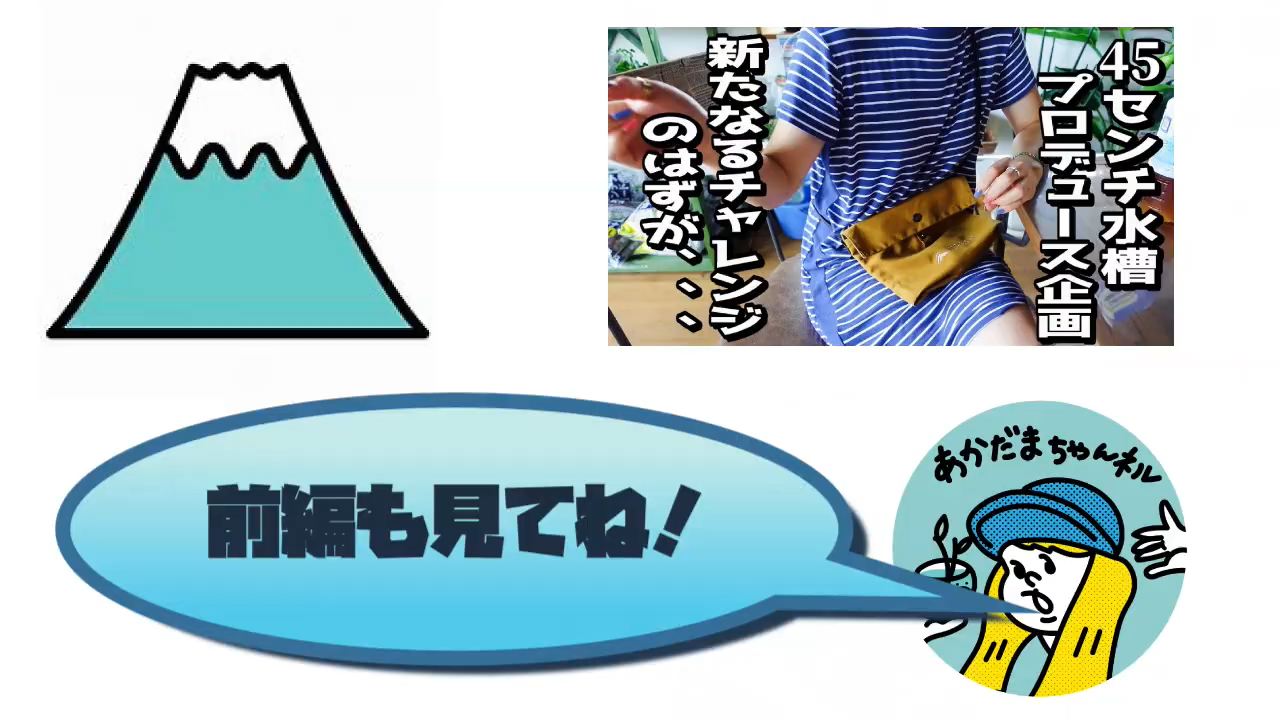 45センチ水槽
プロデュース企画
新たなるチャレンジ
のはずが、、、
前編も見てね！
あかだまちゃんネル